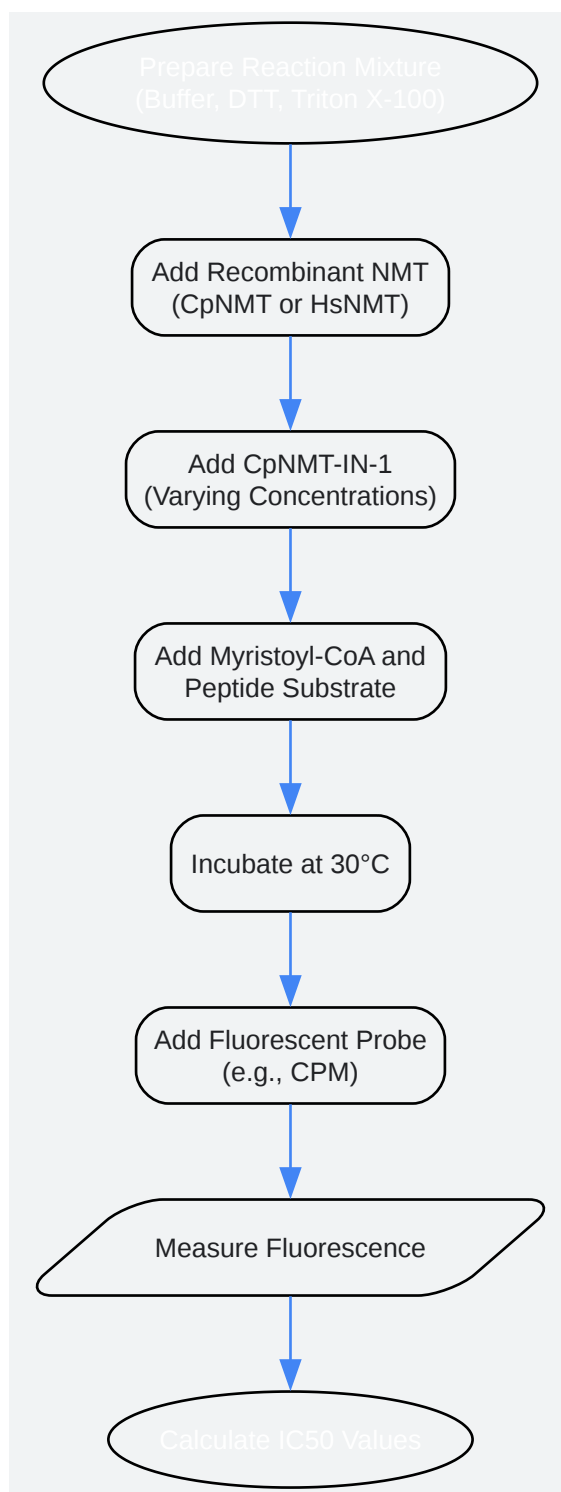 Prepare Reaction Mixture
(Buffer, DTT, Triton X-100)
Add Recombinant NMT
(CpNMT or HsNMT)
Add CpNMT-IN-1
(Varying Concentrations)
Add Myristoyl-CoA and
Peptide Substrate
Incubate at 30°C
Add Fluorescent Probe
(e.g., CPM)
Measure Fluorescence
Calculate IC50 Values